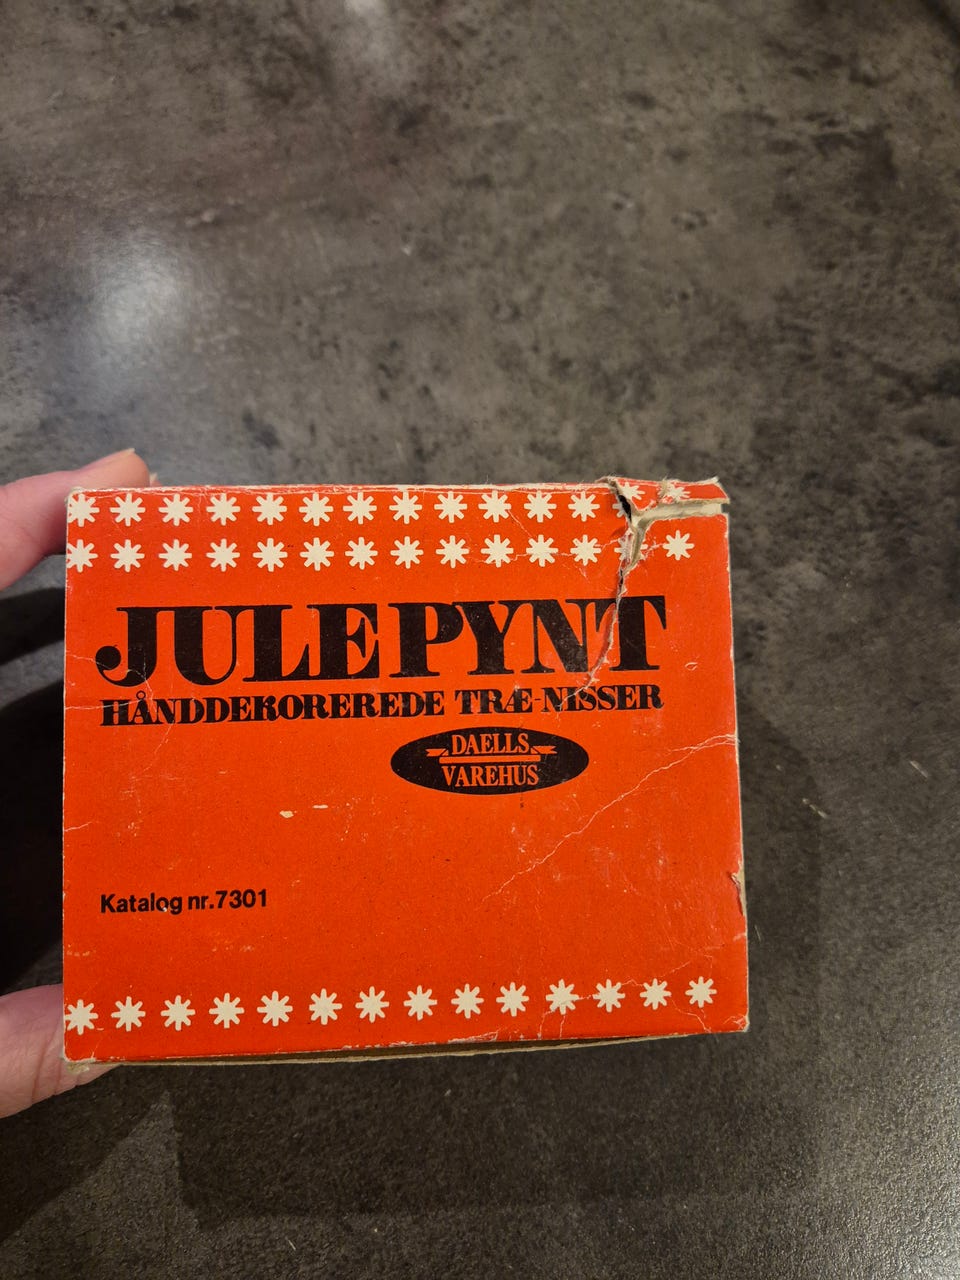 JULEPYNT
HÅNDDEKOREREDE TRÆ-NISSER
DAELLS
VAREHUS
Katalog nr.7301